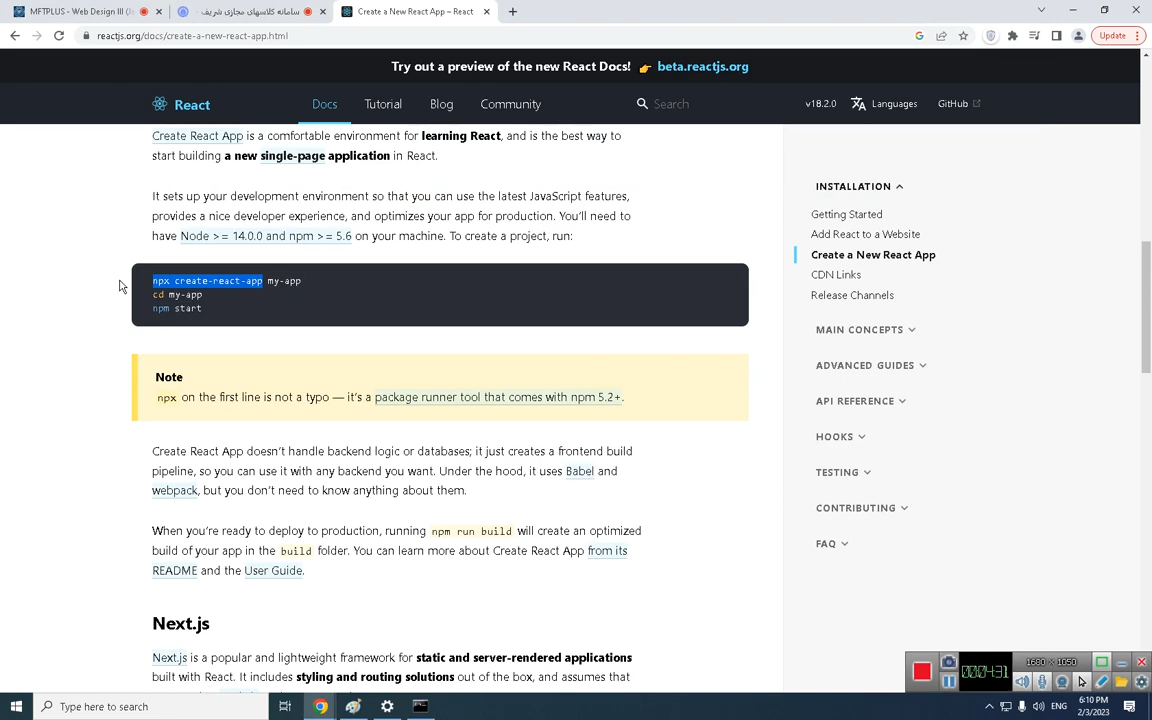 MFTPLUS - Web Design III (Ja
سامانه کلاسهای مجازی شریف -
Create a New React App – React
reactjs.org/docs/create-a-new-react-app.html
Update
Try out a preview of the new React Docs! 👉 beta.reactjs.org
React
Docs
Tutorial
Blog
Community
Search
v18.2.0
Languages
GitHub
Create React App is a comfortable environment for learning React, and is the best way to
start building a new single-page application in React.
It sets up your development environment so that you can use the latest JavaScript features,
provides a nice developer experience, and optimizes your app for production. You'll need to
have Node >= 14.0.0 and npm >= 5.6 on your machine. To create a project, run:
npx create-react-app my-app
cd my-app
npm start
Note
npx on the first line is not a typo — it's a package runner tool that comes with npm 5.2+.
Create React App doesn't handle backend logic or databases; it just creates a frontend build
pipeline, so you can use it with any backend you want. Under the hood, it uses Babel and
webpack, but you don't need to know anything about them.
When you're ready to deploy to production, running npm run build will create an optimized
build of your app in the build folder. You can learn more about Create React App from its
README and the User Guide.
Next.js
Next.js is a popular and lightweight framework for static and server-rendered applications
built with React. It includes styling and routing solutions out of the box, and assumes that
INSTALLATION
Getting Started
Add React to a Website
Create a New React App
CDN Links
Release Channels
MAIN CONCEPTS
ADVANCED GUIDES
API REFERENCE
HOOKS
TESTING
CONTRIBUTING
FAQ
1680 x 1050
000:04:31
Type here to search
ENG
6:10 PM
2/3/2023